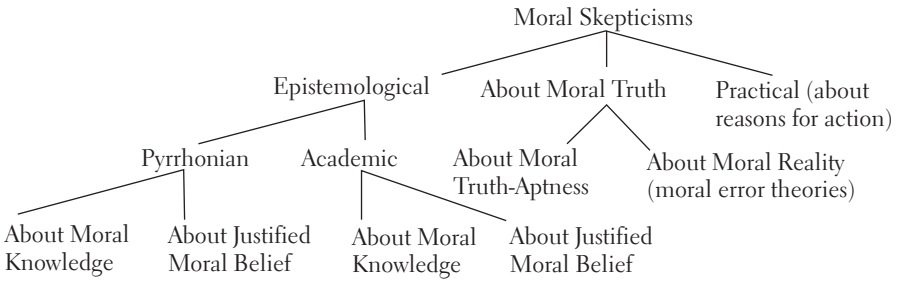 Moral Skepticisms
Epistemological
About Moral Truth
Practical (about
reasons for action)
Pyrrhonian
Academic
About Moral
Truth-Aptness
About Moral Reality
(moral error theories)
About Moral
Knowledge
About Justified
Moral Belief
About Moral
Knowledge
About Justified
Moral Belief